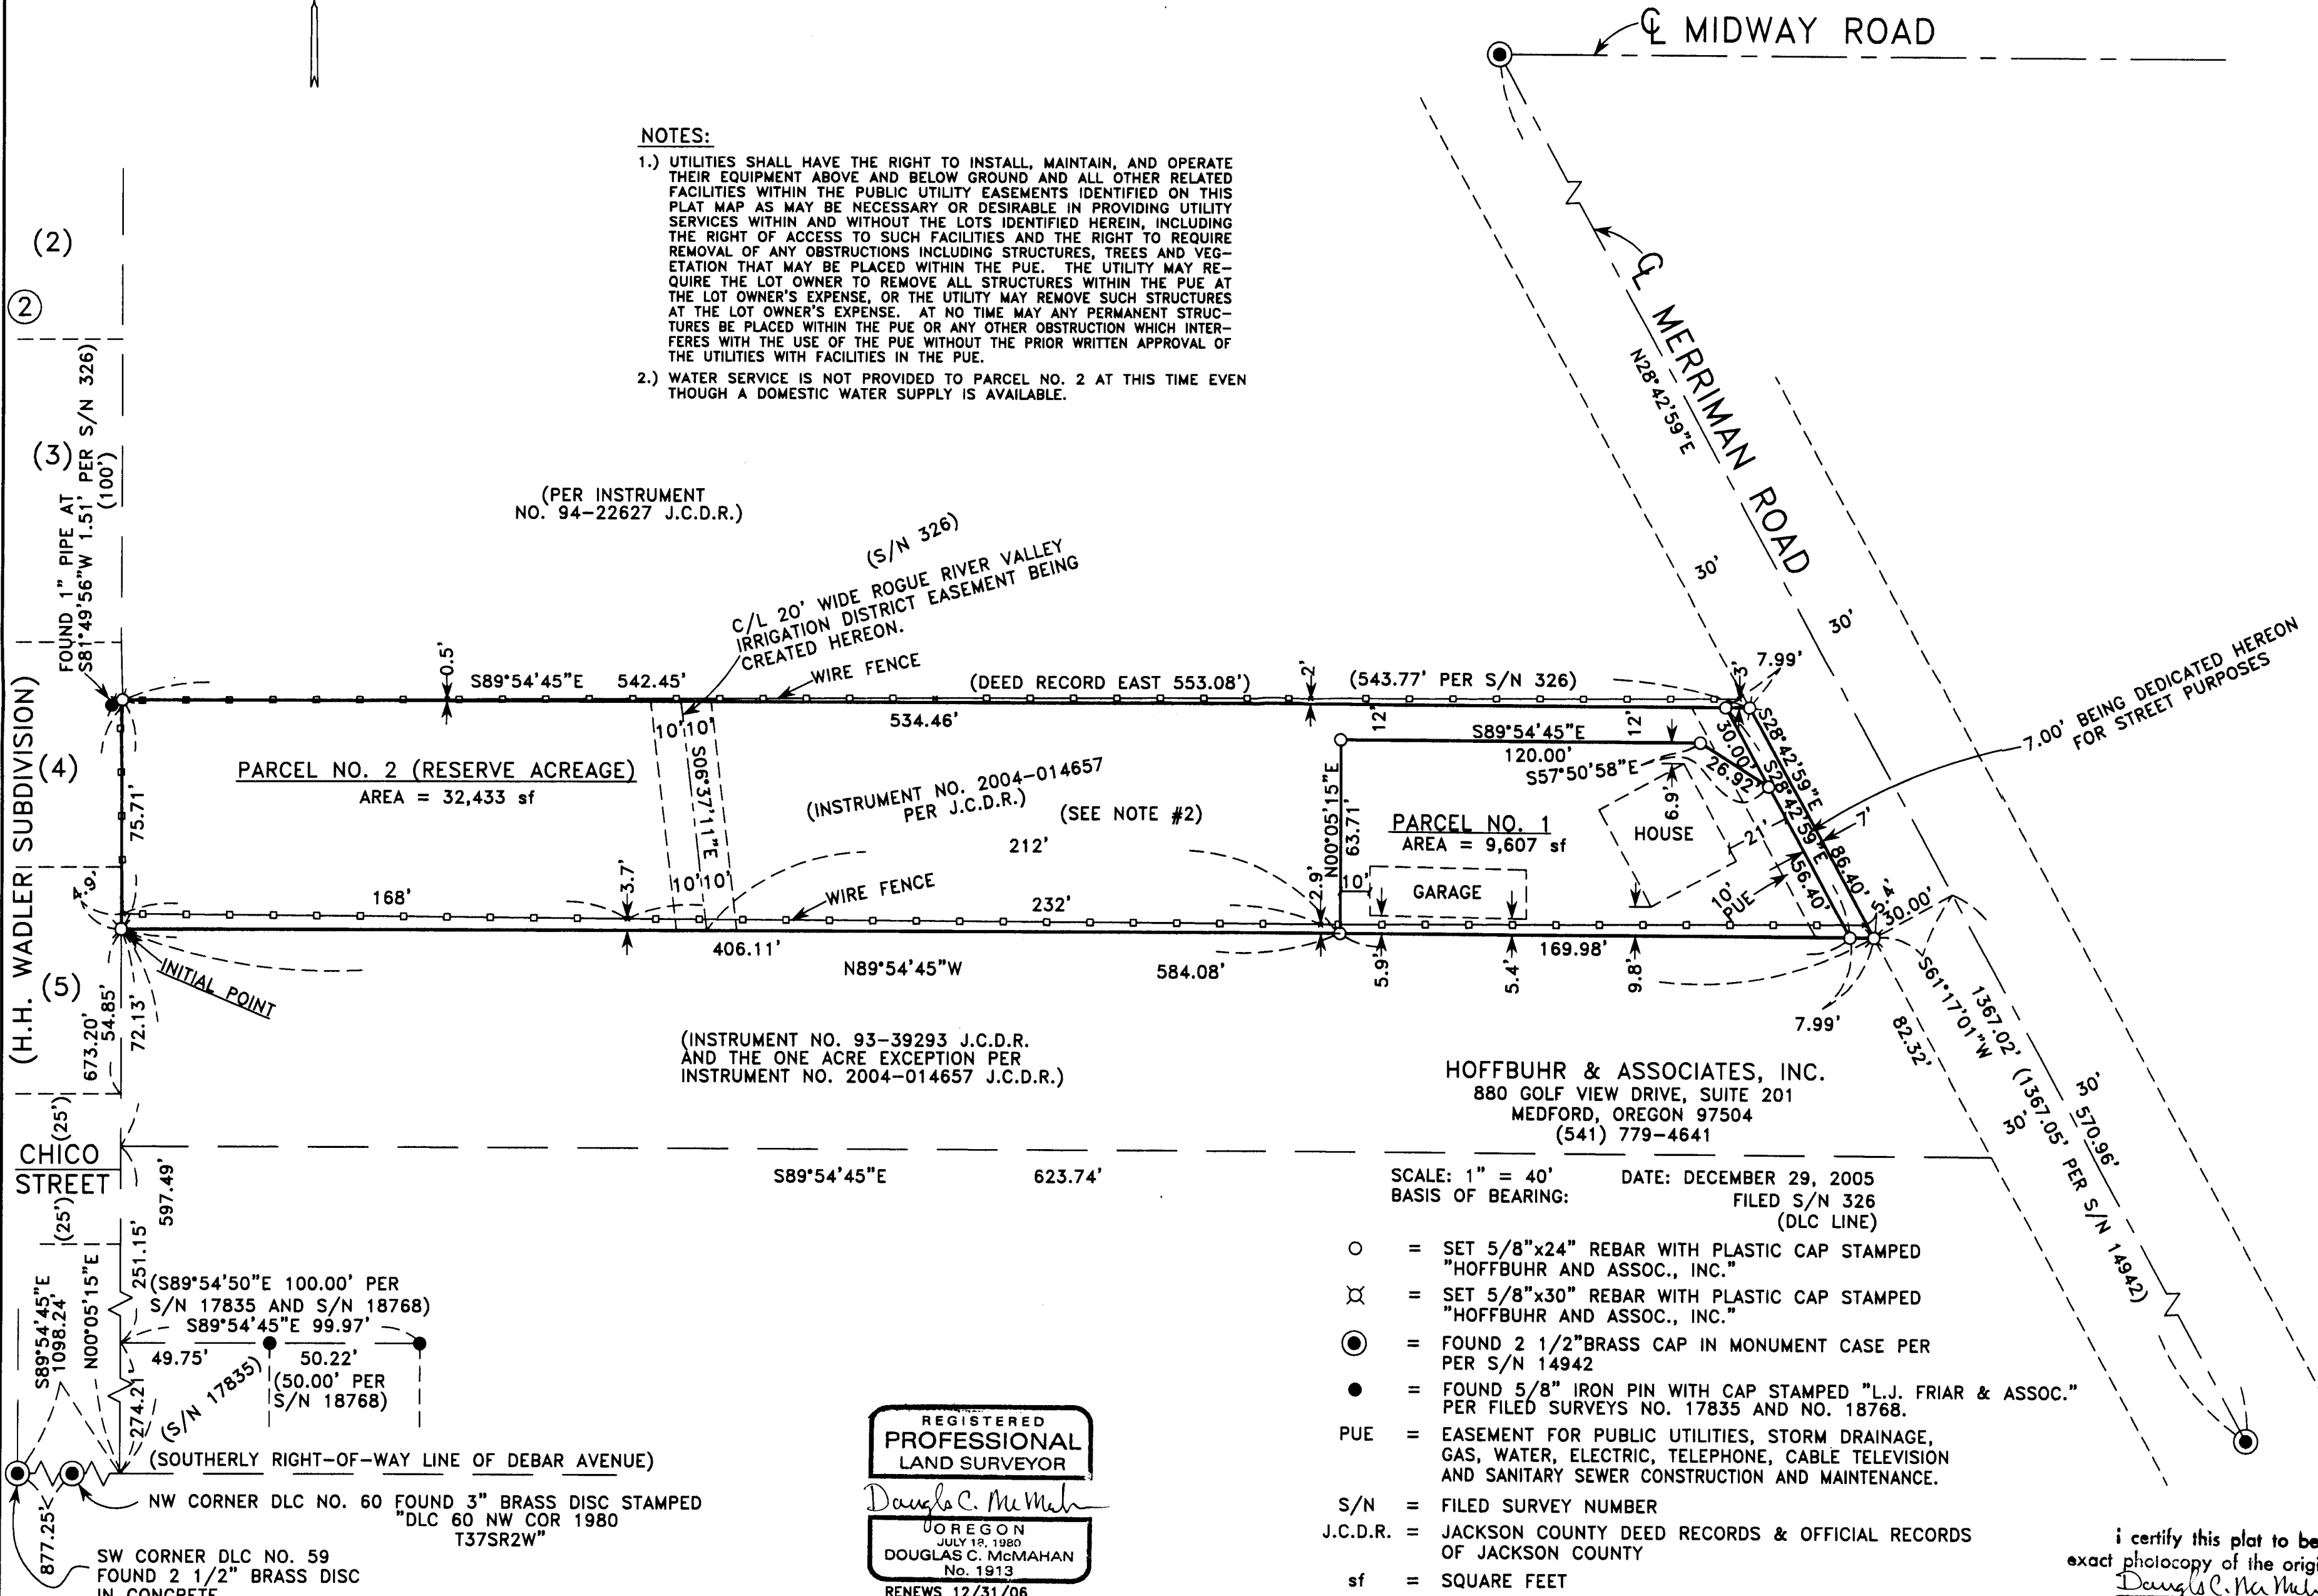 ℄ MIDWAY ROAD
NOTES:
1.) UTILITIES SHALL HAVE THE RIGHT TO INSTALL, MAINTAIN, AND OPERATE
THEIR EQUIPMENT ABOVE AND BELOW GROUND AND ALL OTHER RELATED
FACILITIES WITHIN THE PUBLIC UTILITY EASEMENTS IDENTIFIED ON THIS
PLAT MAP AS MAY BE NECESSARY OR DESIRABLE IN PROVIDING UTILITY
SERVICES WITHIN AND WITHOUT THE LOTS IDENTIFIED HEREIN, INCLUDING
THE RIGHT OF ACCESS TO SUCH FACILITIES AND THE RIGHT TO REQUIRE
REMOVAL OF ANY OBSTRUCTIONS INCLUDING STRUCTURES, TREES AND VEG-
ETATION THAT MAY BE PLACED WITHIN THE PUE. THE UTILITY MAY RE-
QUIRE THE LOT OWNER TO REMOVE ALL STRUCTURES WITHIN THE PUE AT
THE LOT OWNER'S EXPENSE, OR THE UTILITY MAY REMOVE SUCH STRUCTURES
AT THE LOT OWNER'S EXPENSE. AT NO TIME MAY ANY PERMANENT STRUC-
TURES BE PLACED WITHIN THE PUE OR ANY OTHER OBSTRUCTION WHICH INTER-
FERES WITH THE USE OF THE PUE WITHOUT THE PRIOR WRITTEN APPROVAL OF
THE UTILITIES WITH FACILITIES IN THE PUE.
2.) WATER SERVICE IS NOT PROVIDED TO PARCEL NO. 2 AT THIS TIME EVEN
THOUGH A DOMESTIC WATER SUPPLY IS AVAILABLE.
℄ MERRIMAN ROAD
N28°42'59"E
30'
30'
(2)
2
(3)
FOUND 1" PIPE AT
S81°49'56"W 1.51' PER S/N 326)
(100')
(PER INSTRUMENT
NO. 94-22627 J.C.D.R.)
(S/N 326)
C/L 20' WIDE ROGUE RIVER VALLEY
IRRIGATION DISTRICT EASEMENT BEING
CREATED HEREON.
WIRE FENCE
0.5'
S89°54'45"E 542.45'
(DEED RECORD EAST 553.08')
.2'
(543.77' PER S/N 326)
.3'
7.99'
534.46'
7.00' BEING DEDICATED HEREON
FOR STREET PURPOSES
(H.H. WADLER SUBDIVISION)
(4)
75.71'
PARCEL NO. 2 (RESERVE ACREAGE)
AREA = 32,433 sf
10' 10'
S06°37'11"E
10' 10'
(INSTRUMENT NO. 2004-014657
PER J.C.D.R.)
(SEE NOTE #2)
12'
12'
S89°54'45"E
120.00'
S57°50'58"E
26.92'
30.00'
S28°42'59"E
S28°42'59"E
N00°05'15"E
63.71'
PARCEL NO. 1
AREA = 9,607 sf
6.9'
HOUSE
21'
7'
86.40'
56.40'
10'
PUE
GARAGE
10'
212'
WIRE FENCE
232'
168'
3.7'
2.9'
4.9'
5.4'
30.00'
406.11'
169.98'
N89°54'45"W
584.08'
5.9'
5.4'
9.8'
7.99'
INITIAL POINT
(5)
673.20'
54.85'
72.13'
S61°17'01"W
82.32'
1367.02' (1367.05' PER S/N 14942)
30'
570.96'
30'
(INSTRUMENT NO. 93-39293 J.C.D.R.
AND THE ONE ACRE EXCEPTION PER
INSTRUMENT NO. 2004-014657 J.C.D.R.)
HOFFBUHR & ASSOCIATES, INC.
880 GOLF VIEW DRIVE, SUITE 201
MEDFORD, OREGON 97504
(541) 779-4641
(25')
CHICO
STREET
(25')
597.49'
S89°54'45"E 623.74'
SCALE: 1" = 40' DATE: DECEMBER 29, 2005
BASIS OF BEARING: FILED S/N 326
(DLC LINE)
= SET 5/8"x24" REBAR WITH PLASTIC CAP STAMPED
"HOFFBUHR AND ASSOC., INC."
= SET 5/8"x30" REBAR WITH PLASTIC CAP STAMPED
"HOFFBUHR AND ASSOC., INC."
= FOUND 2 1/2"BRASS CAP IN MONUMENT CASE PER
PER S/N 14942
= FOUND 5/8" IRON PIN WITH CAP STAMPED "L.J. FRIAR & ASSOC."
PER FILED SURVEYS NO. 17835 AND NO. 18768.
PUE = EASEMENT FOR PUBLIC UTILITIES, STORM DRAINAGE,
GAS, WATER, ELECTRIC, TELEPHONE, CABLE TELEVISION
AND SANITARY SEWER CONSTRUCTION AND MAINTENANCE.
S/N = FILED SURVEY NUMBER
J.C.D.R. = JACKSON COUNTY DEED RECORDS & OFFICIAL RECORDS
OF JACKSON COUNTY
sf = SQUARE FEET
S89°54'45"E
1098.24'
N00°05'15"E
251.15'
274.21'
(S89°54'50"E 100.00' PER
S/N 17835 AND S/N 18768)
S89°54'45"E 99.97'
49.75'
50.22'
(S/N 17835)
(50.00' PER
S/N 18768)
(SOUTHERLY RIGHT-OF-WAY LINE OF DEBAR AVENUE)
NW CORNER DLC NO. 60 FOUND 3" BRASS DISC STAMPED
"DLC 60 NW COR 1980
T37SR2W"
877.25'
SW CORNER DLC NO. 59
FOUND 2 1/2" BRASS DISC
IN CONCRETE
REGISTERED
PROFESSIONAL
LAND SURVEYOR
Douglas C. McMahan
OREGON
JULY 18, 1980
DOUGLAS C. McMAHAN
No. 1913
RENEWS 12/31/06
i certify this plat to be
exact photocopy of the origi